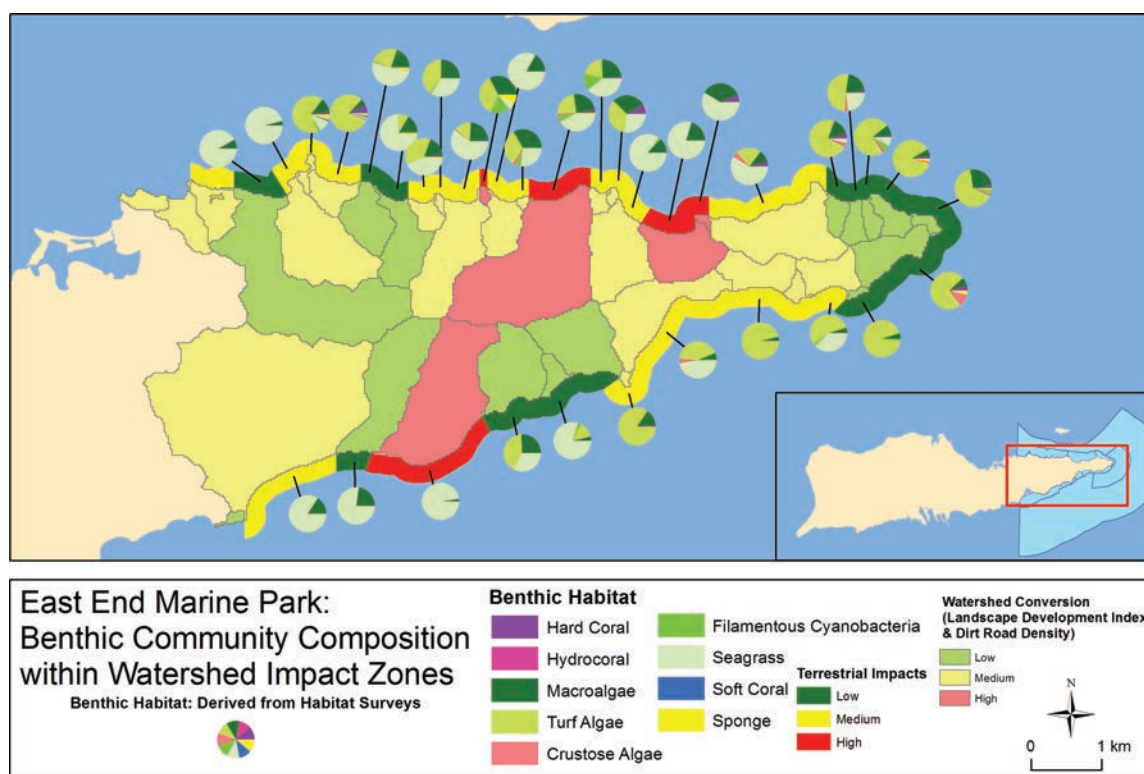 East End Marine Park:
Benthic Community Composition
within Watershed Impact Zones
Benthic Habitat: Derived from Habitat Surveys
Benthic Habitat
Hard Coral
Hydrocoral
Macroalgae
Turf Algae
Crustose Algae
Filamentous Cyanobacteria
Seagrass
Soft Coral
Sponge
Terrestrial Impacts
Low
Medium
High
Watershed Conversion
(Landscape Development Index
& Dirt Road Density)
Low
Medium
High
N
0 1 km